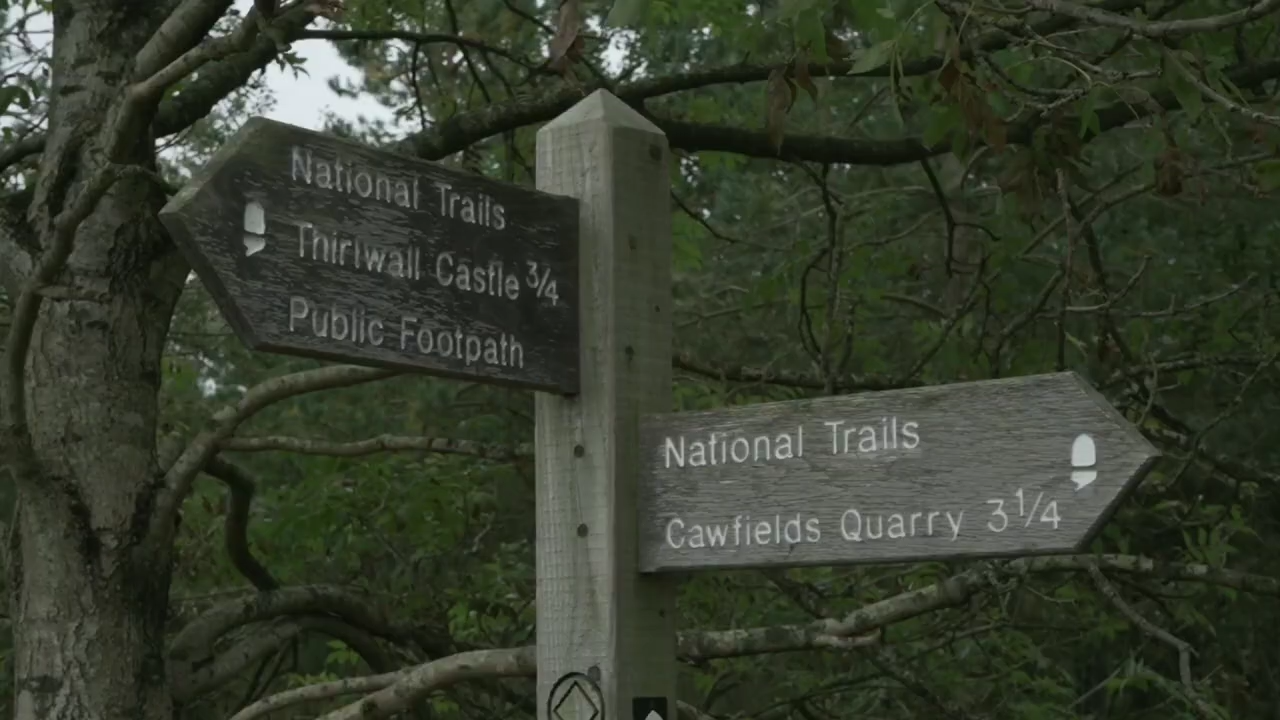 National Trails
Thirlwall Castle 3/4
Public Footpath
National Trails
Cawfields Quarry 3 1/4